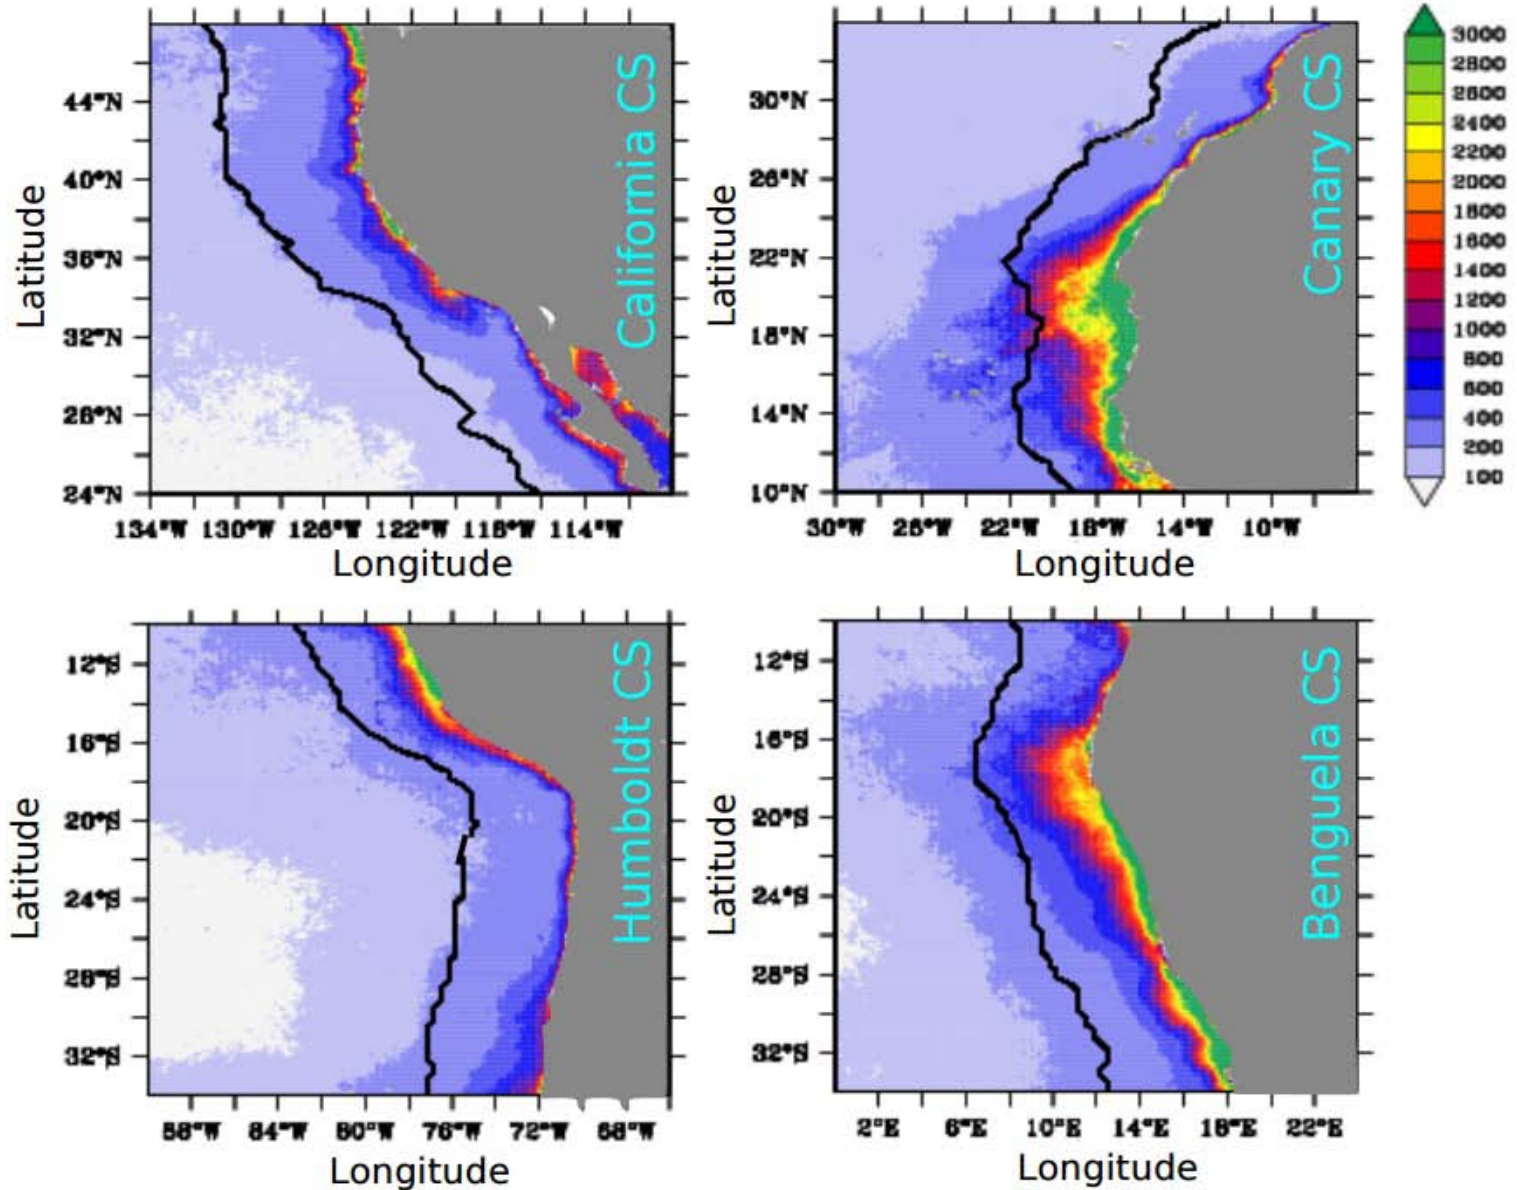 California CS
Latitude
44°N
40°N
36°N
32°N
28°N
24°N
134°W 130°W 126°W 122°W 118°W 114°W
Longitude
Canary CS
Latitude
30°N
26°N
22°N
18°N
14°N
10°N
30°W 26°W 22°W 18°W 14°W 10°W
Longitude
3000
2800
2600
2400
2200
2000
1800
1600
1400
1200
1000
800
600
400
200
100
Humboldt CS
Latitude
12°S
16°S
20°S
24°S
28°S
32°S
88°W 84°W 80°W 76°W 72°W 68°W
Longitude
Benguela CS
Latitude
12°S
16°S
20°S
24°S
28°S
32°S
2°E 6°E 10°E 14°E 18°E 22°E
Longitude